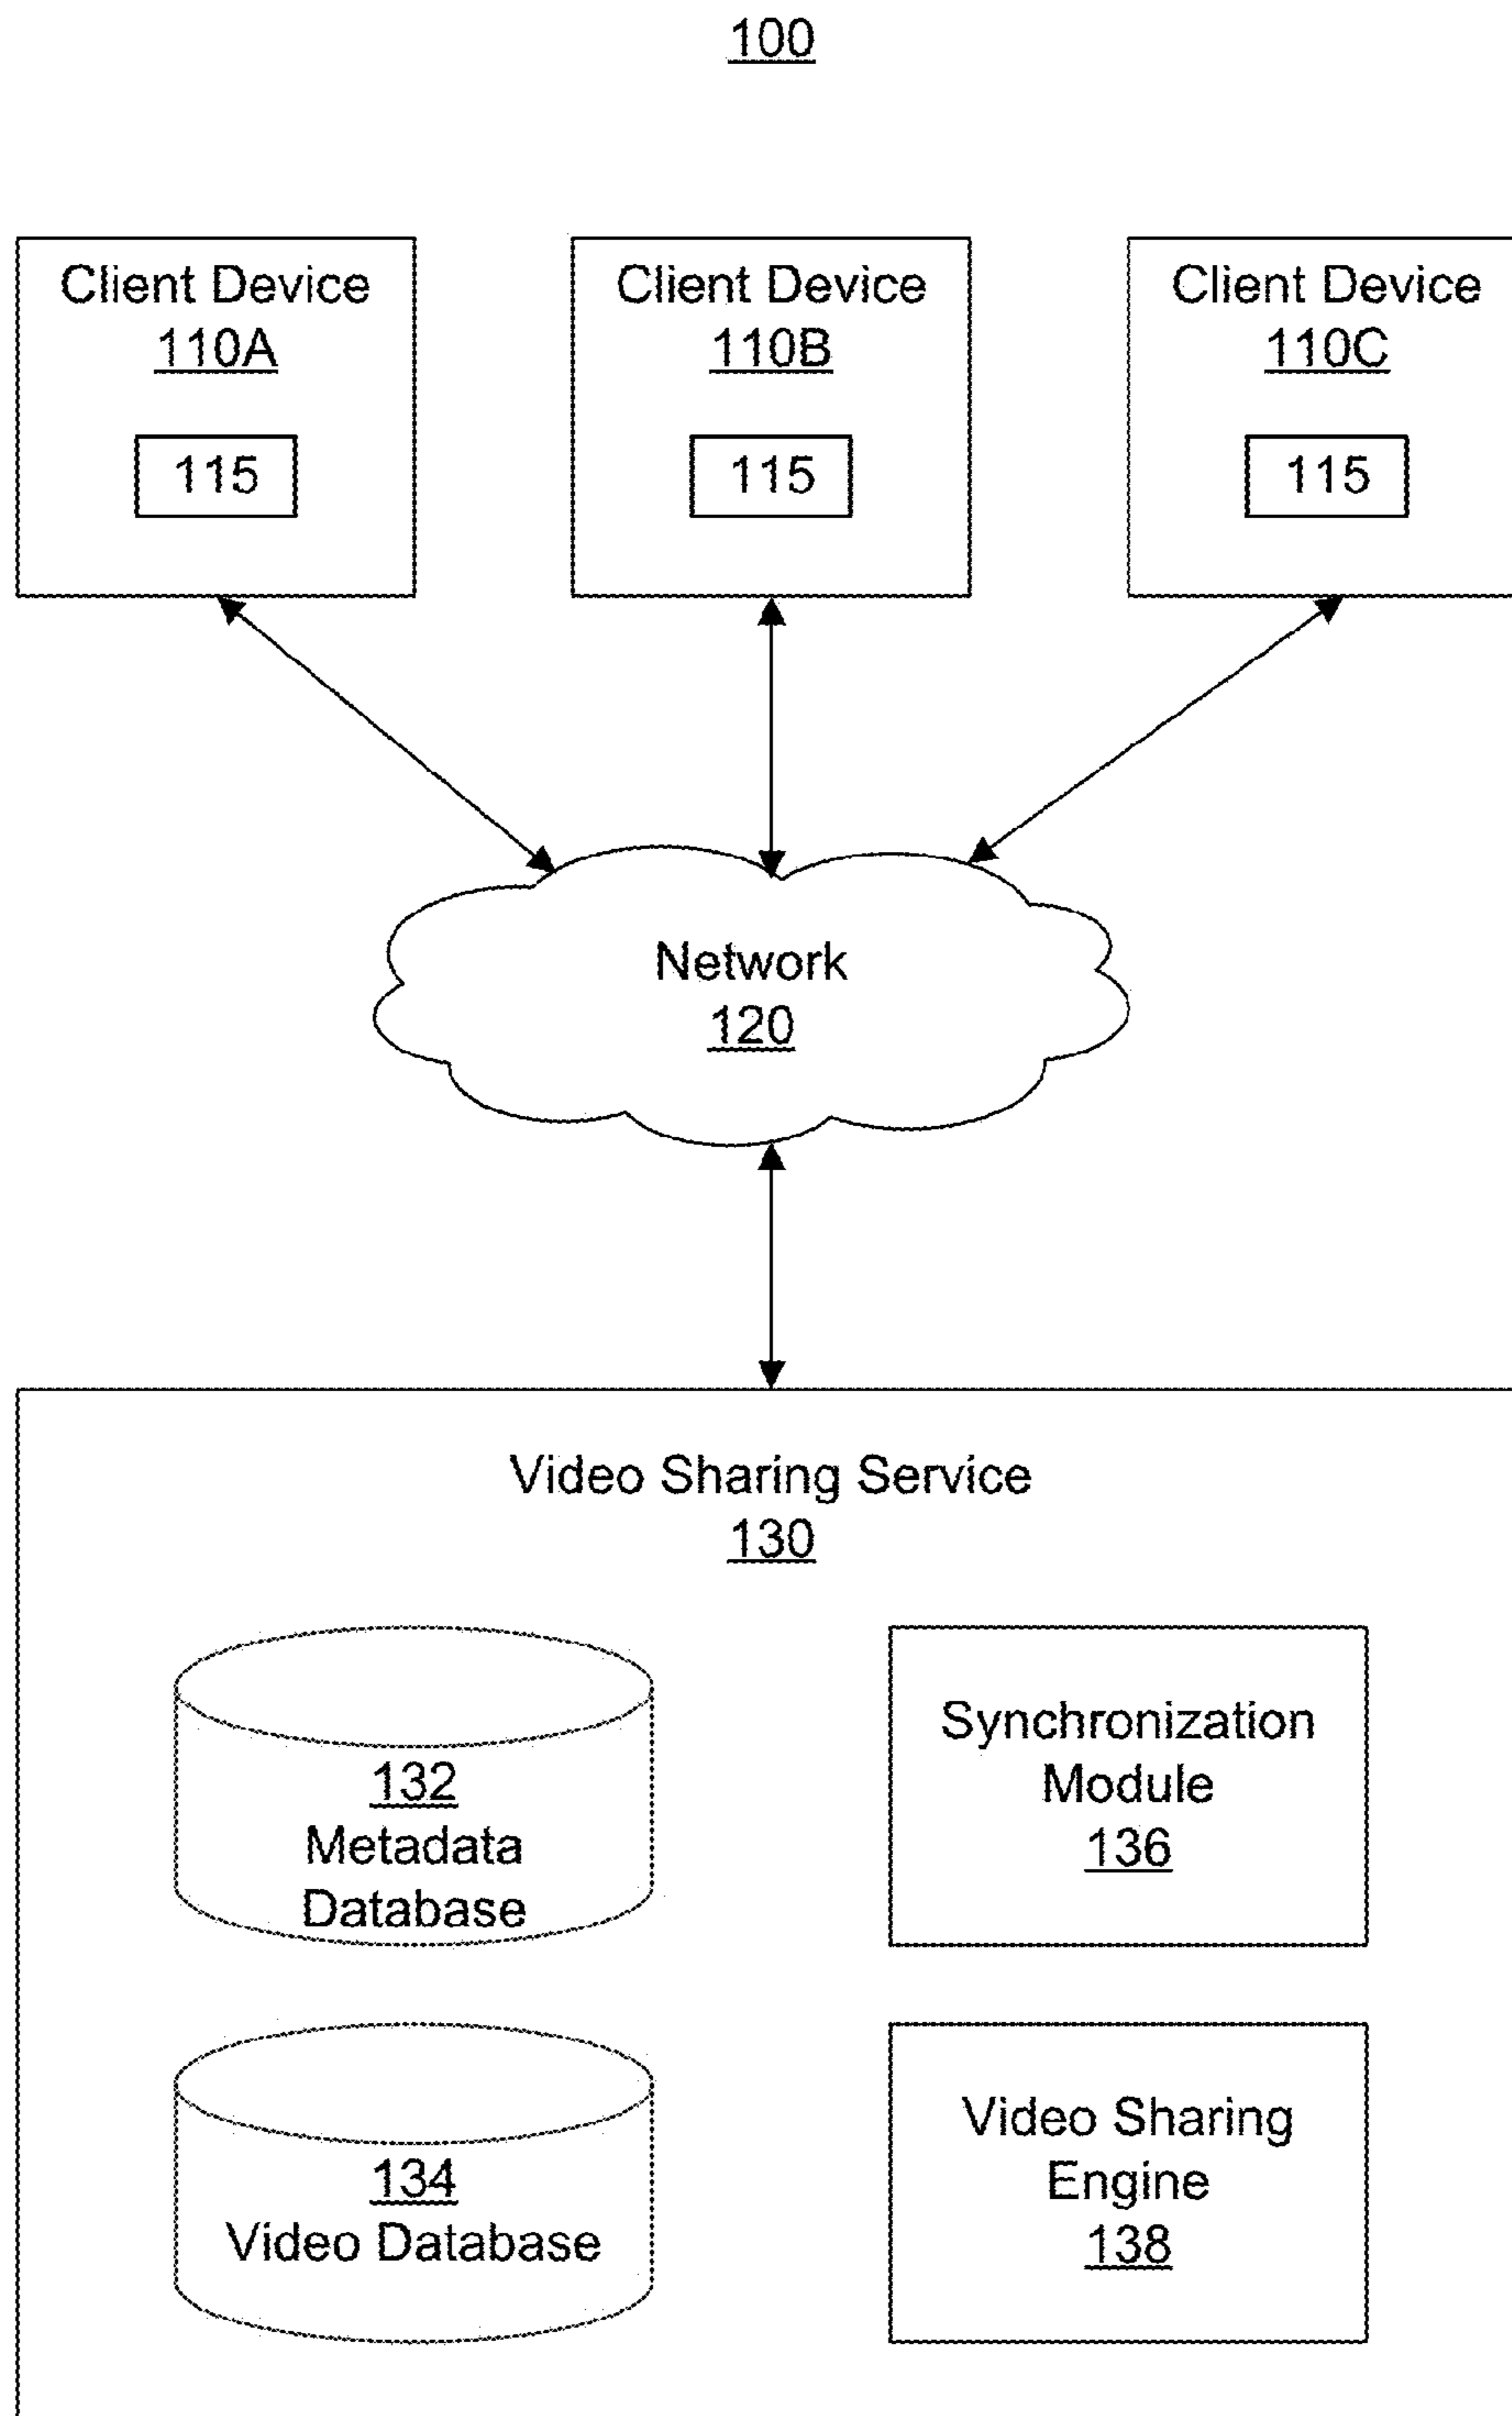 100
Client Device
110A
115
Client Device
110B
115
Client Device
110C
115
Network
120
Video Sharing Service
130
132
Metadata
Database
Synchronization
Module
136
134
Video Database
Video Sharing
Engine
138